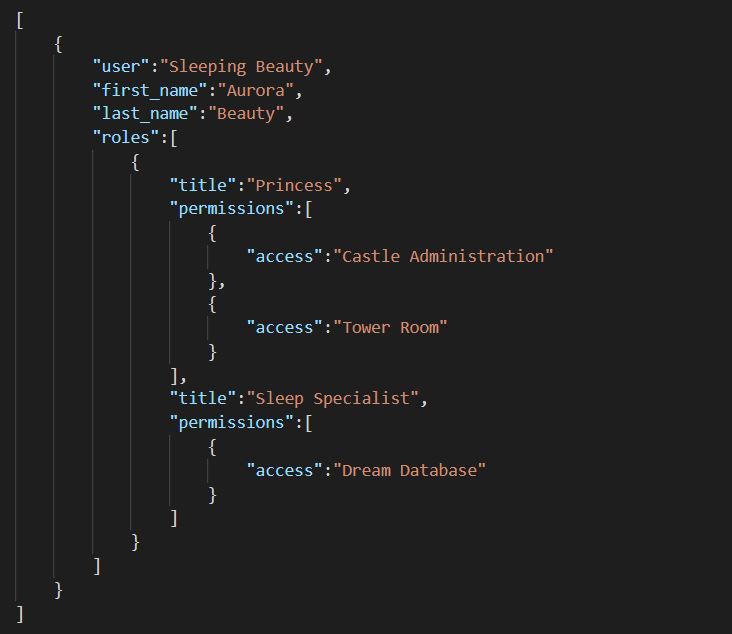 [
{
"user":"Sleeping Beauty",
"first_name":"Aurora",
"last_name":"Beauty",
"roles":[
{
"title":"Princess",
"permissions":[
{
"access":"Castle Administration"
},
{
"access":"Tower Room"
}
],
"title":"Sleep Specialist",
"permissions":[
{
"access":"Dream Database"
}
]
}
]
}
]